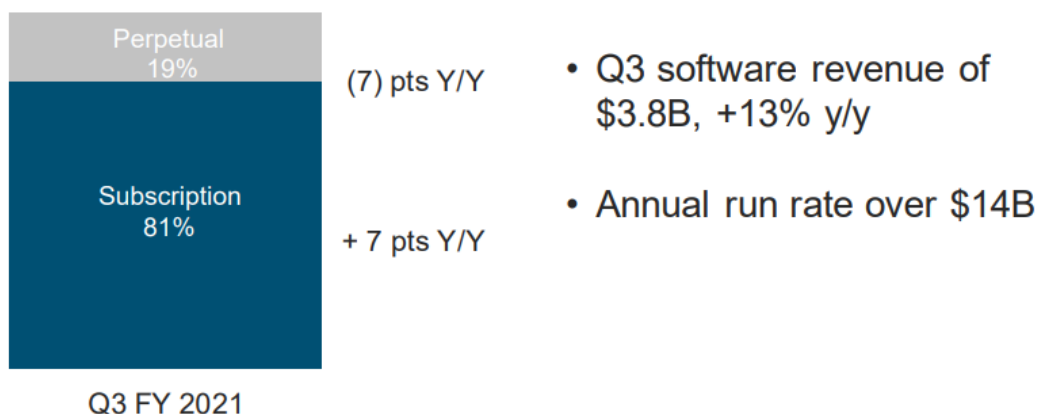 Perpetual
19%
(7) pts Y/Y
Subscription
81%
+ 7 pts Y/Y
Q3 FY 2021
• Q3 software revenue of
$3.8B, +13% y/y
• Annual run rate over $14B